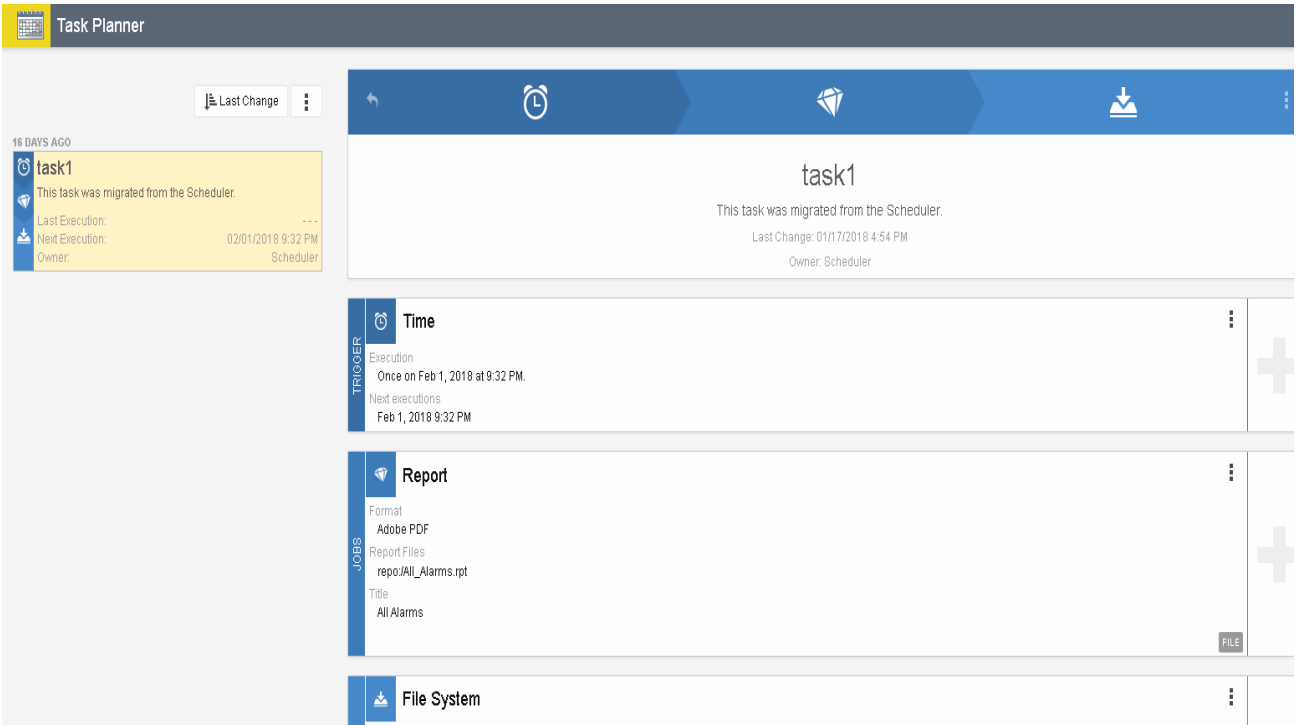 Task Planner
Last Change
16 DAYS AGO
task1
This task was migrated from the Scheduler.
Last Execution: - - -
Next Execution: 02/01/2018 9:32 PM
Owner: Scheduler
task1
This task was migrated from the Scheduler.
Last Change: 01/17/2018 4:54 PM
Owner: Scheduler
TRIGGER
Time
Execution
Once on Feb 1, 2018 at 9:32 PM.
Next executions
Feb 1, 2018 9:32 PM
JOBS
Report
Format
Adobe PDF
Report Files
repo:/All_Alarms.rpt
Title
All Alarms
FILE
File System